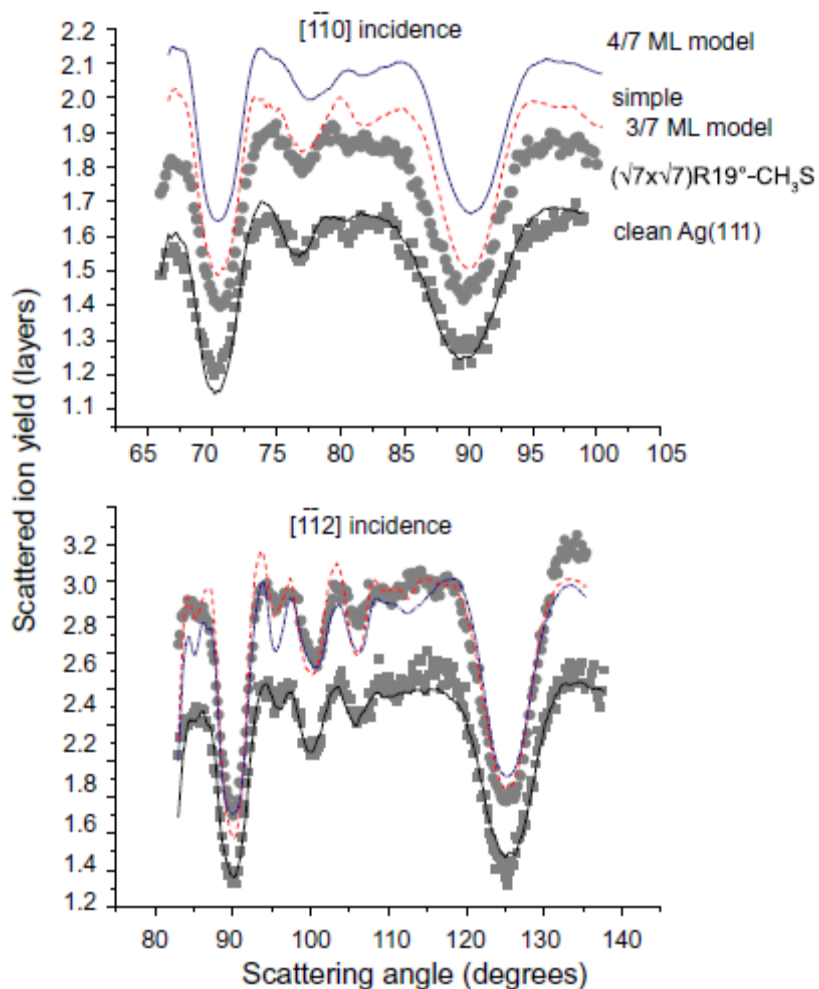 [1̄1̄0] incidence
4/7 ML model
simple
3/7 ML model
(√7x√7)R19°-CH₃S
clean Ag(111)
2.2
2.1
2.0
1.9
1.8
1.7
1.6
1.5
1.4
1.3
1.2
1.1
65 70 75 80 85 90 95 100 105
Scattered ion yield (layers)
[1̄1̄2] incidence
3.2
3.0
2.8
2.6
2.4
2.2
1.8
1.6
1.4
1.2
80 90 100 110 120 130 140
Scattering angle (degrees)